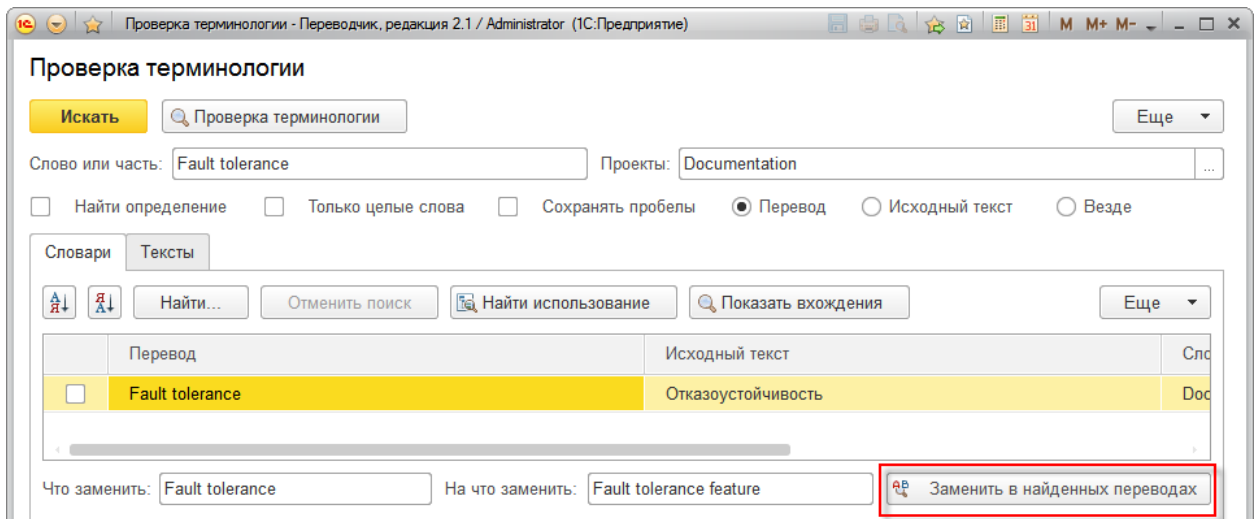 Проверка терминологии - Переводчик, редакция 2.1 / Administrator (1С:Предприятие) M M+ M-
Проверка терминологии
Искать Проверка терминологии Еще
Слово или часть: Fault tolerance Проекты: Documentation ...
Найти определение Только целые слова Сохранять пробелы Перевод Исходный текст Везде
Словари Тексты
Найти... Отменить поиск Найти использование Показать вхождения Еще
Перевод Исходный текст Сло
Fault tolerance Отказоустойчивость Doc
Что заменить: Fault tolerance На что заменить: Fault tolerance feature Заменить в найденных переводах